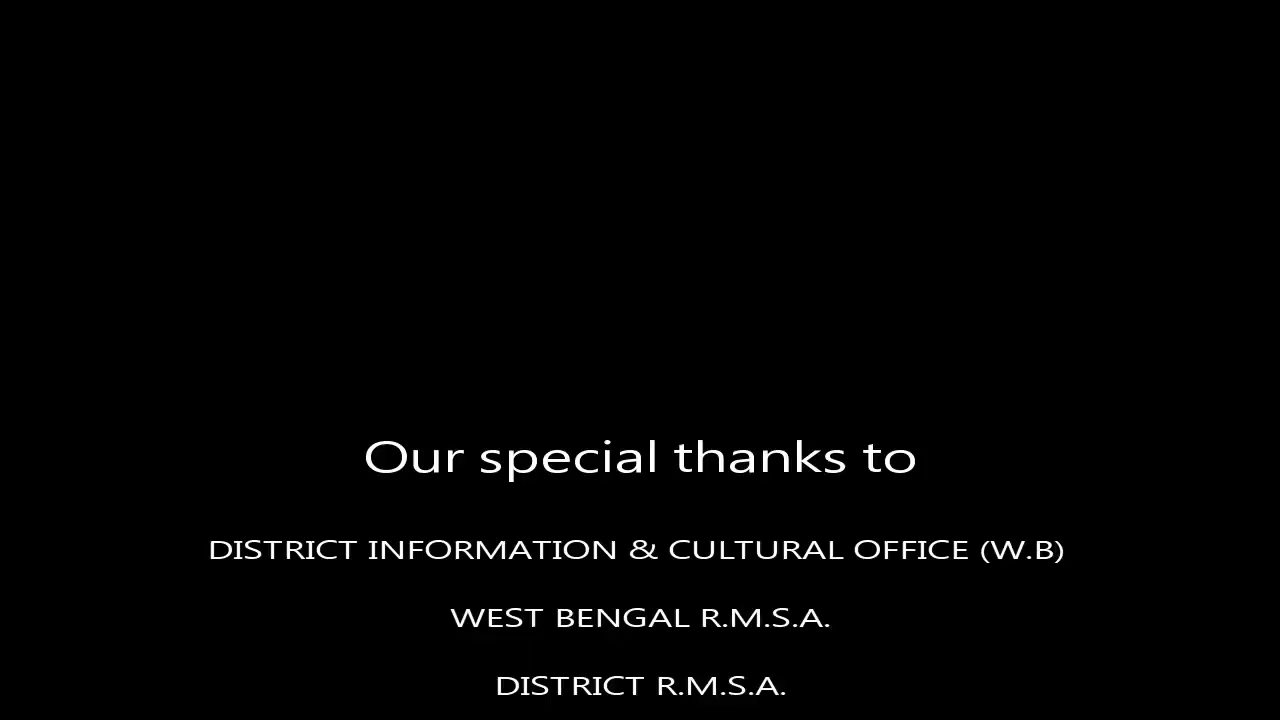 Our special thanks to
DISTRICT INFORMATION & CULTURAL OFFICE (W.B)
WEST BENGAL R.M.S.A.
DISTRICT R.M.S.A.